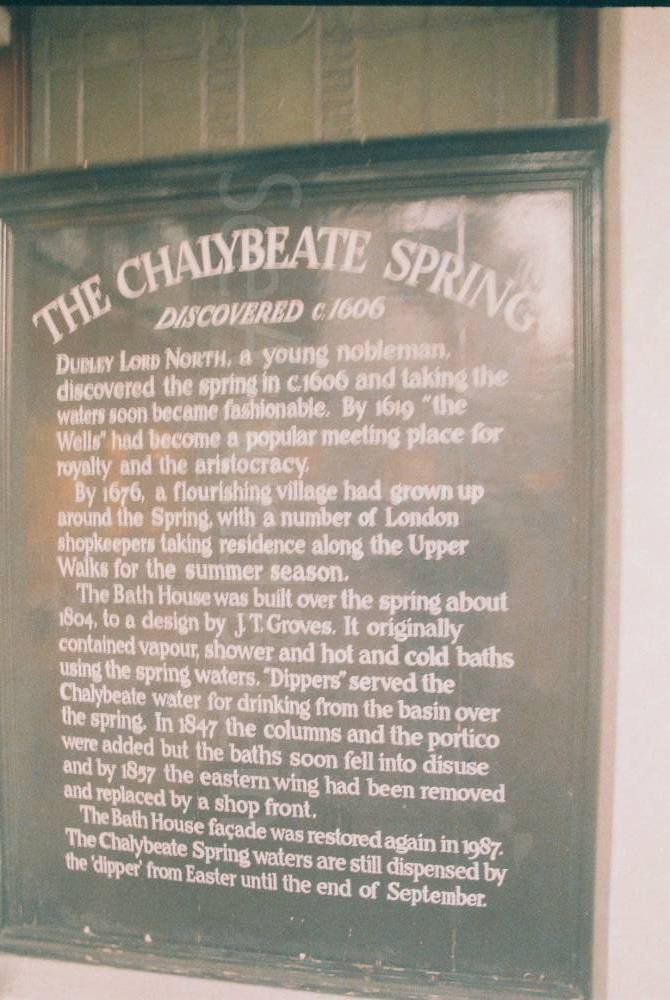 THE CHALYBEATE SPRING
DISCOVERED c.1606
DUDLEY LORD NORTH, a young nobleman,
discovered the spring in c.1606 and taking the
waters soon became fashionable. By 1619 "the
Wells" had become a popular meeting place for
royalty and the aristocracy.
By 1676, a flourishing village had grown up
around the Spring, with a number of London
shopkeepers taking residence along the Upper
Walks for the summer season.
The Bath House was built over the spring about
1804, to a design by J.T. Groves. It originally
contained vapour, shower and hot and cold baths
using the spring waters. "Dippers" served the
Chalybeate water for drinking from the basin over
the spring. In 1847 the columns and the portico
were added but the baths soon fell into disuse
and by 1857 the eastern wing had been removed
and replaced by a shop front.
The Bath House façade was restored again in 1987.
The Chalybeate Spring waters are still dispensed by
the 'dipper' from Easter until the end of September.